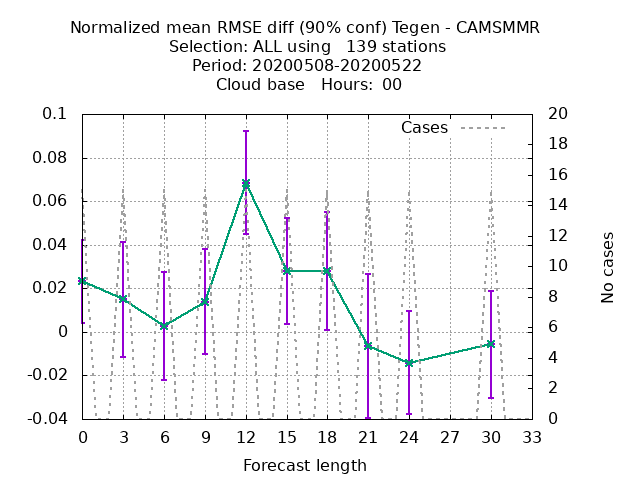 Normalized mean RMSE diff (90% conf) Tegen - CAMSMMR
Selection: ALL using 139 stations
Period: 20200508-20200522
Cloud base Hours: 00
Cases
0.1
0.08
0.06
0.04
0.02
0
-0.02
-0.04
20
18
16
14
12
10
8
6
4
2
0
No cases
0 3 6 9 12 15 18 21 24 27 30 33
Forecast length